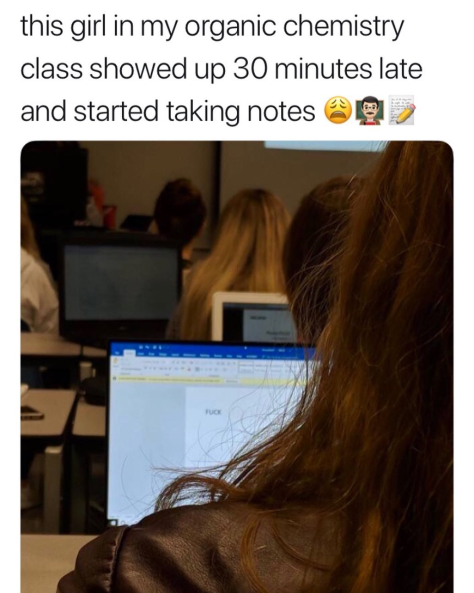 this girl in my organic chemistry
class showed up 30 minutes late
and started taking notes 😩👨🏻‍🏫📝
FUCK